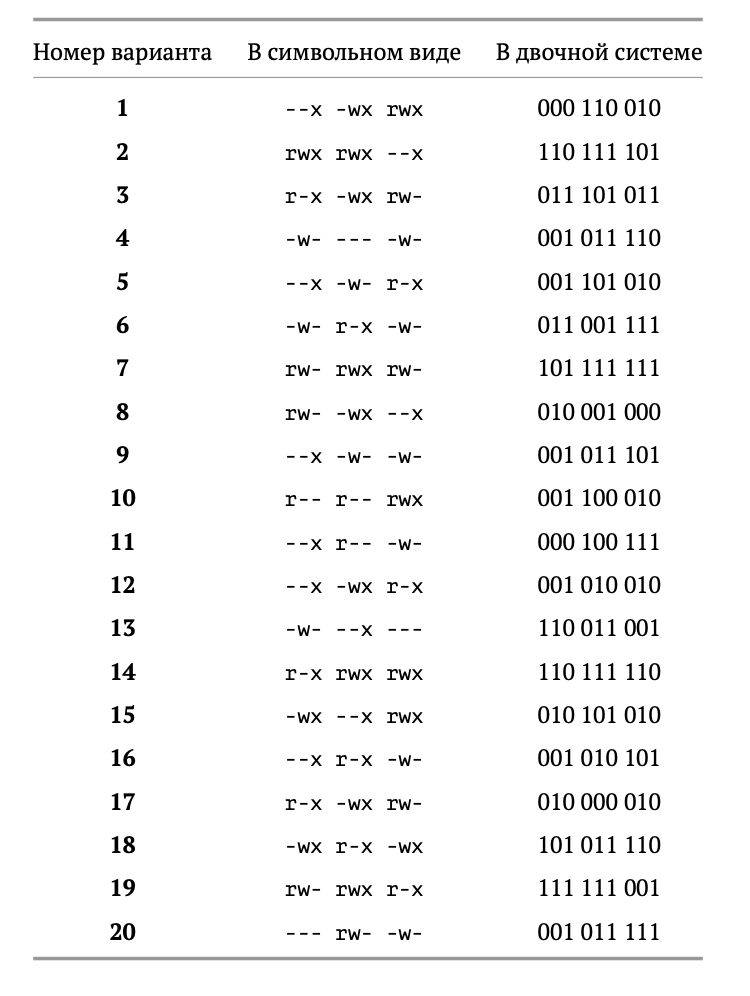 Номер варианта В символьном виде В двочной системе
1 --x -wx rwx 000 110 010
2 rwx rwx --x 110 111 101
3 r-x -wx rw- 011 101 011
4 -w- --- -w- 001 011 110
5 --x -w- r-x 001 101 010
6 -w- r-x -w- 011 001 111
7 rw- rwx rw- 101 111 111
8 rw- -wx --x 010 001 000
9 --x -w- -w- 001 011 101
10 r-- r-- rwx 001 100 010
11 --x r-- -w- 000 100 111
12 --x -wx r-x 001 010 010
13 -w- --x --- 110 011 001
14 r-x rwx rwx 110 111 110
15 -wx --x rwx 010 101 010
16 --x r-x -w- 001 010 101
17 r-x -wx rw- 010 000 010
18 -wx r-x -wx 101 011 110
19 rw- rwx r-x 111 111 001
20 --- rw- -w- 001 011 111